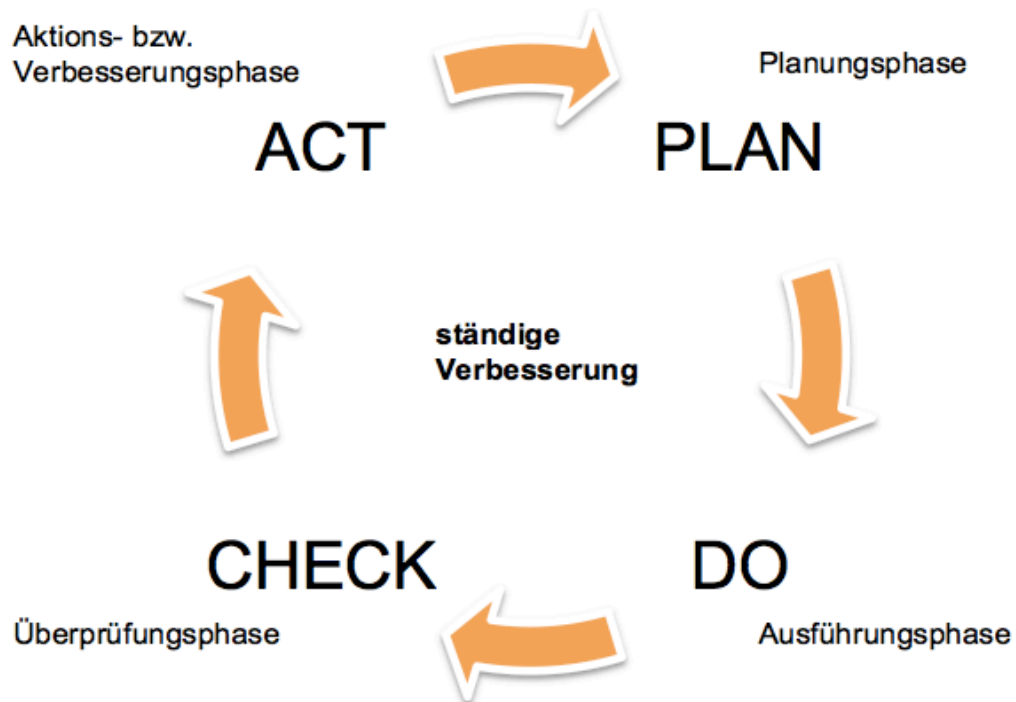 Aktions- bzw.
Verbesserungsphase
Planungsphase
ACT
PLAN
ständige
Verbesserung
CHECK
DO
Überprüfungsphase
Ausführungsphase